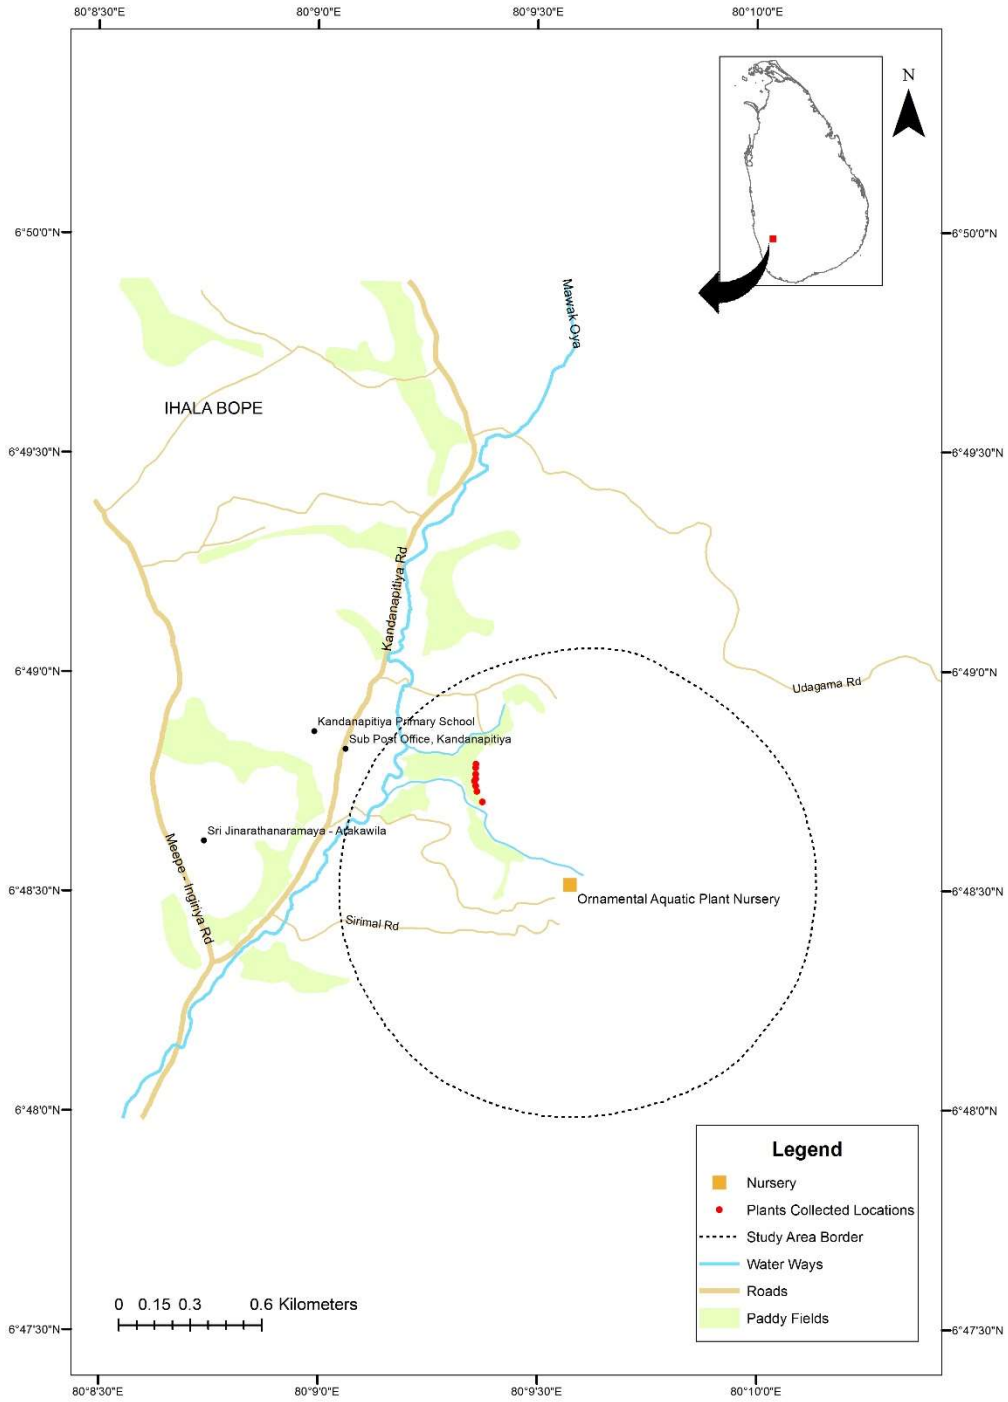 80°8'30"E
80°9'0"E
80°9'30"E
80°10'0"E
N
6°50'0"N
6°50'0"N
Mawak Oya
IHALA BOPE
6°49'30"N
6°49'30"N
Kandanapitiya Rd
6°49'0"N
6°49'0"N
Udagama Rd
Kandanapitiya Primary School
Sub Post Office, Kandanapitiya
Sri Jinarathanaramaya - Arakawila
Meepe - Ingiriya Rd
6°48'30"N
6°48'30"N
Ornamental Aquatic Plant Nursery
Sirimal Rd
6°48'0"N
6°48'0"N
Legend
Nursery
Plants Collected Locations
Study Area Border
Water Ways
Roads
Paddy Fields
0 0.15 0.3 0.6 Kilometers
6°47'30"N
6°47'30"N
80°8'30"E
80°9'0"E
80°9'30"E
80°10'0"E